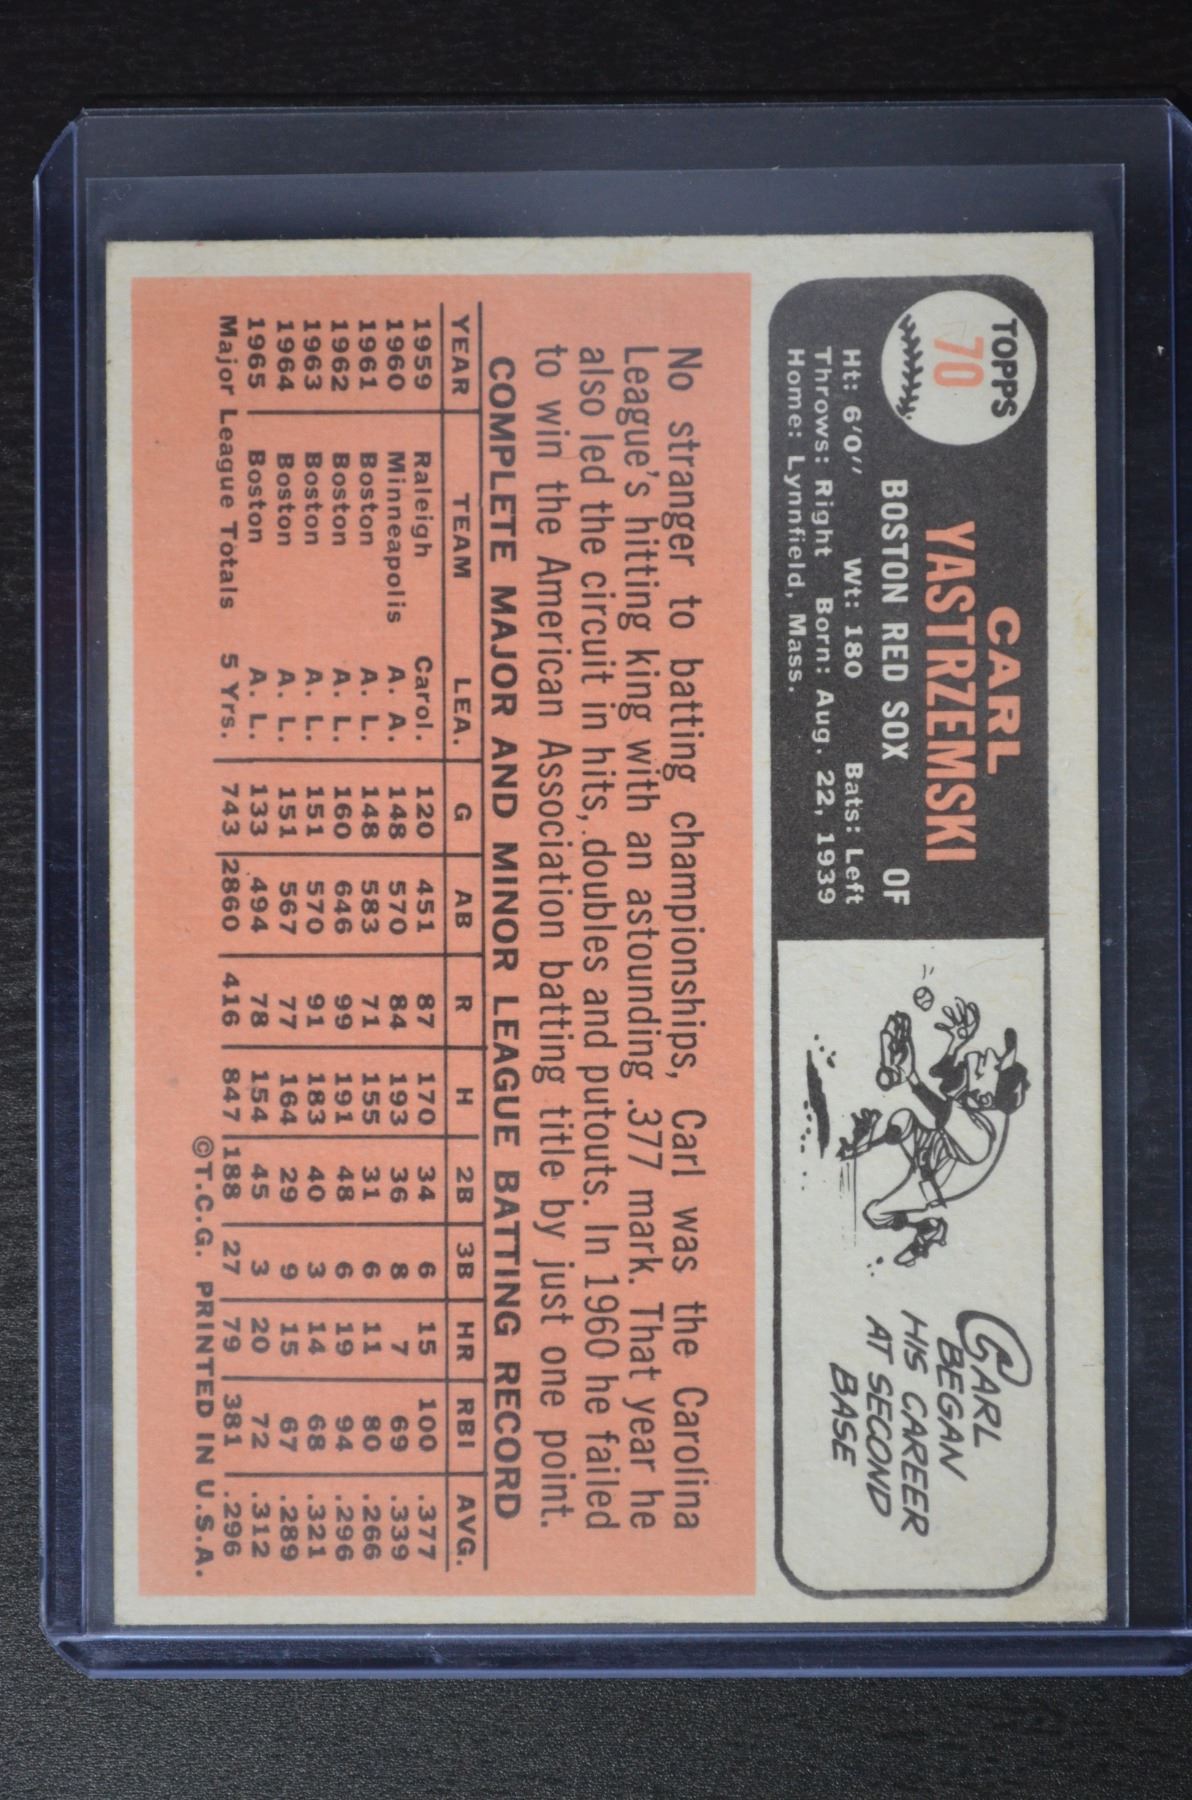 TOPPS
70
CARL
YASTRZEMSKI
BOSTON RED SOX OF
Ht: 6'0'' Wt: 180 Bats: Left
Throws: Right Born: Aug. 22, 1939
Home: Lynnfield, Mass.
CARL
BEGAN
HIS CAREER
AT SECOND
BASE
No stranger to batting championships, Carl was the Carolina
League's hitting king with an astounding .377 mark. That year he
also led the circuit in hits, doubles and putouts. In 1960 he failed
to win the American Association batting title by just one point.
COMPLETE MAJOR AND MINOR LEAGUE BATTING RECORD
YEAR TEAM LEA. G AB R H 2B 3B HR RBI AVG.
1959 Raleigh Carol. 120 451 87 170 34 6 15 100 .377
1960 Minneapolis A. A. 148 570 84 193 36 8 7 69 .339
1961 Boston A. L. 148 583 71 155 31 6 11 80 .266
1962 Boston A. L. 160 646 99 191 48 6 19 94 .296
1963 Boston A. L. 151 570 91 183 40 3 14 68 .321
1964 Boston A. L. 151 567 77 164 29 9 15 67 .289
1965 Boston A. L. 133 494 78 154 45 3 20 72 .312
Major League Totals 5 Yrs. 743 2860 416 847 188 27 79 381 .296
©T.C.G. PRINTED IN U.S.A.